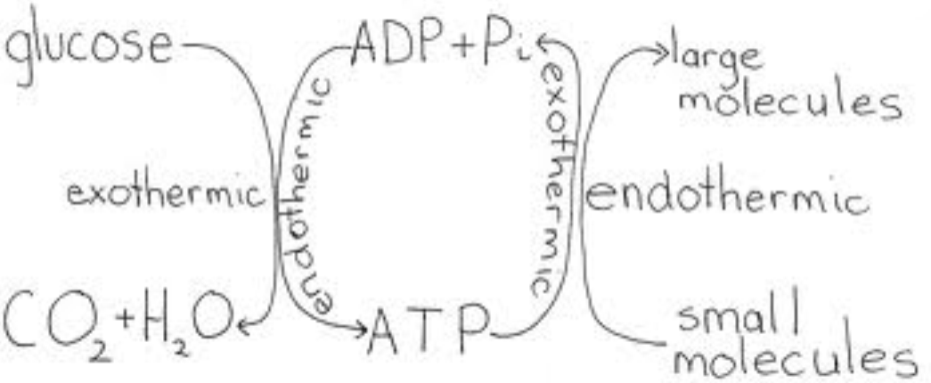 glucose
ADP + Pi
large
molecules
exothermic
endothermic
exothermic
endothermic
CO₂ + H₂O
ATP
small
molecules